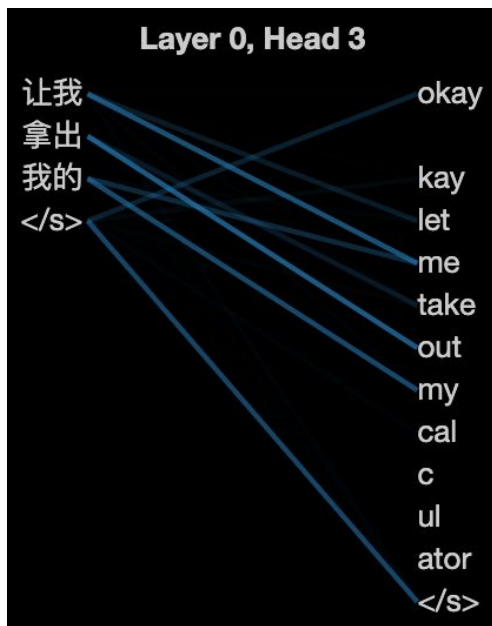 Layer 0, Head 3
让我 okay
拿出
我的 kay
</s> let
me
take
out
my
cal
c
ul
ator
</s>